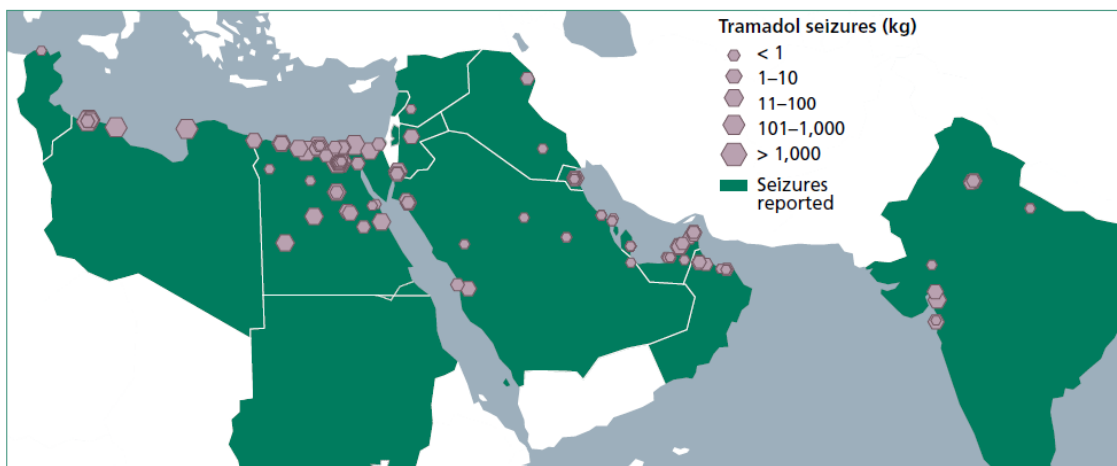 Tramadol seizures (kg)
< 1
1–10
11–100
101–1,000
> 1,000
Seizures
reported